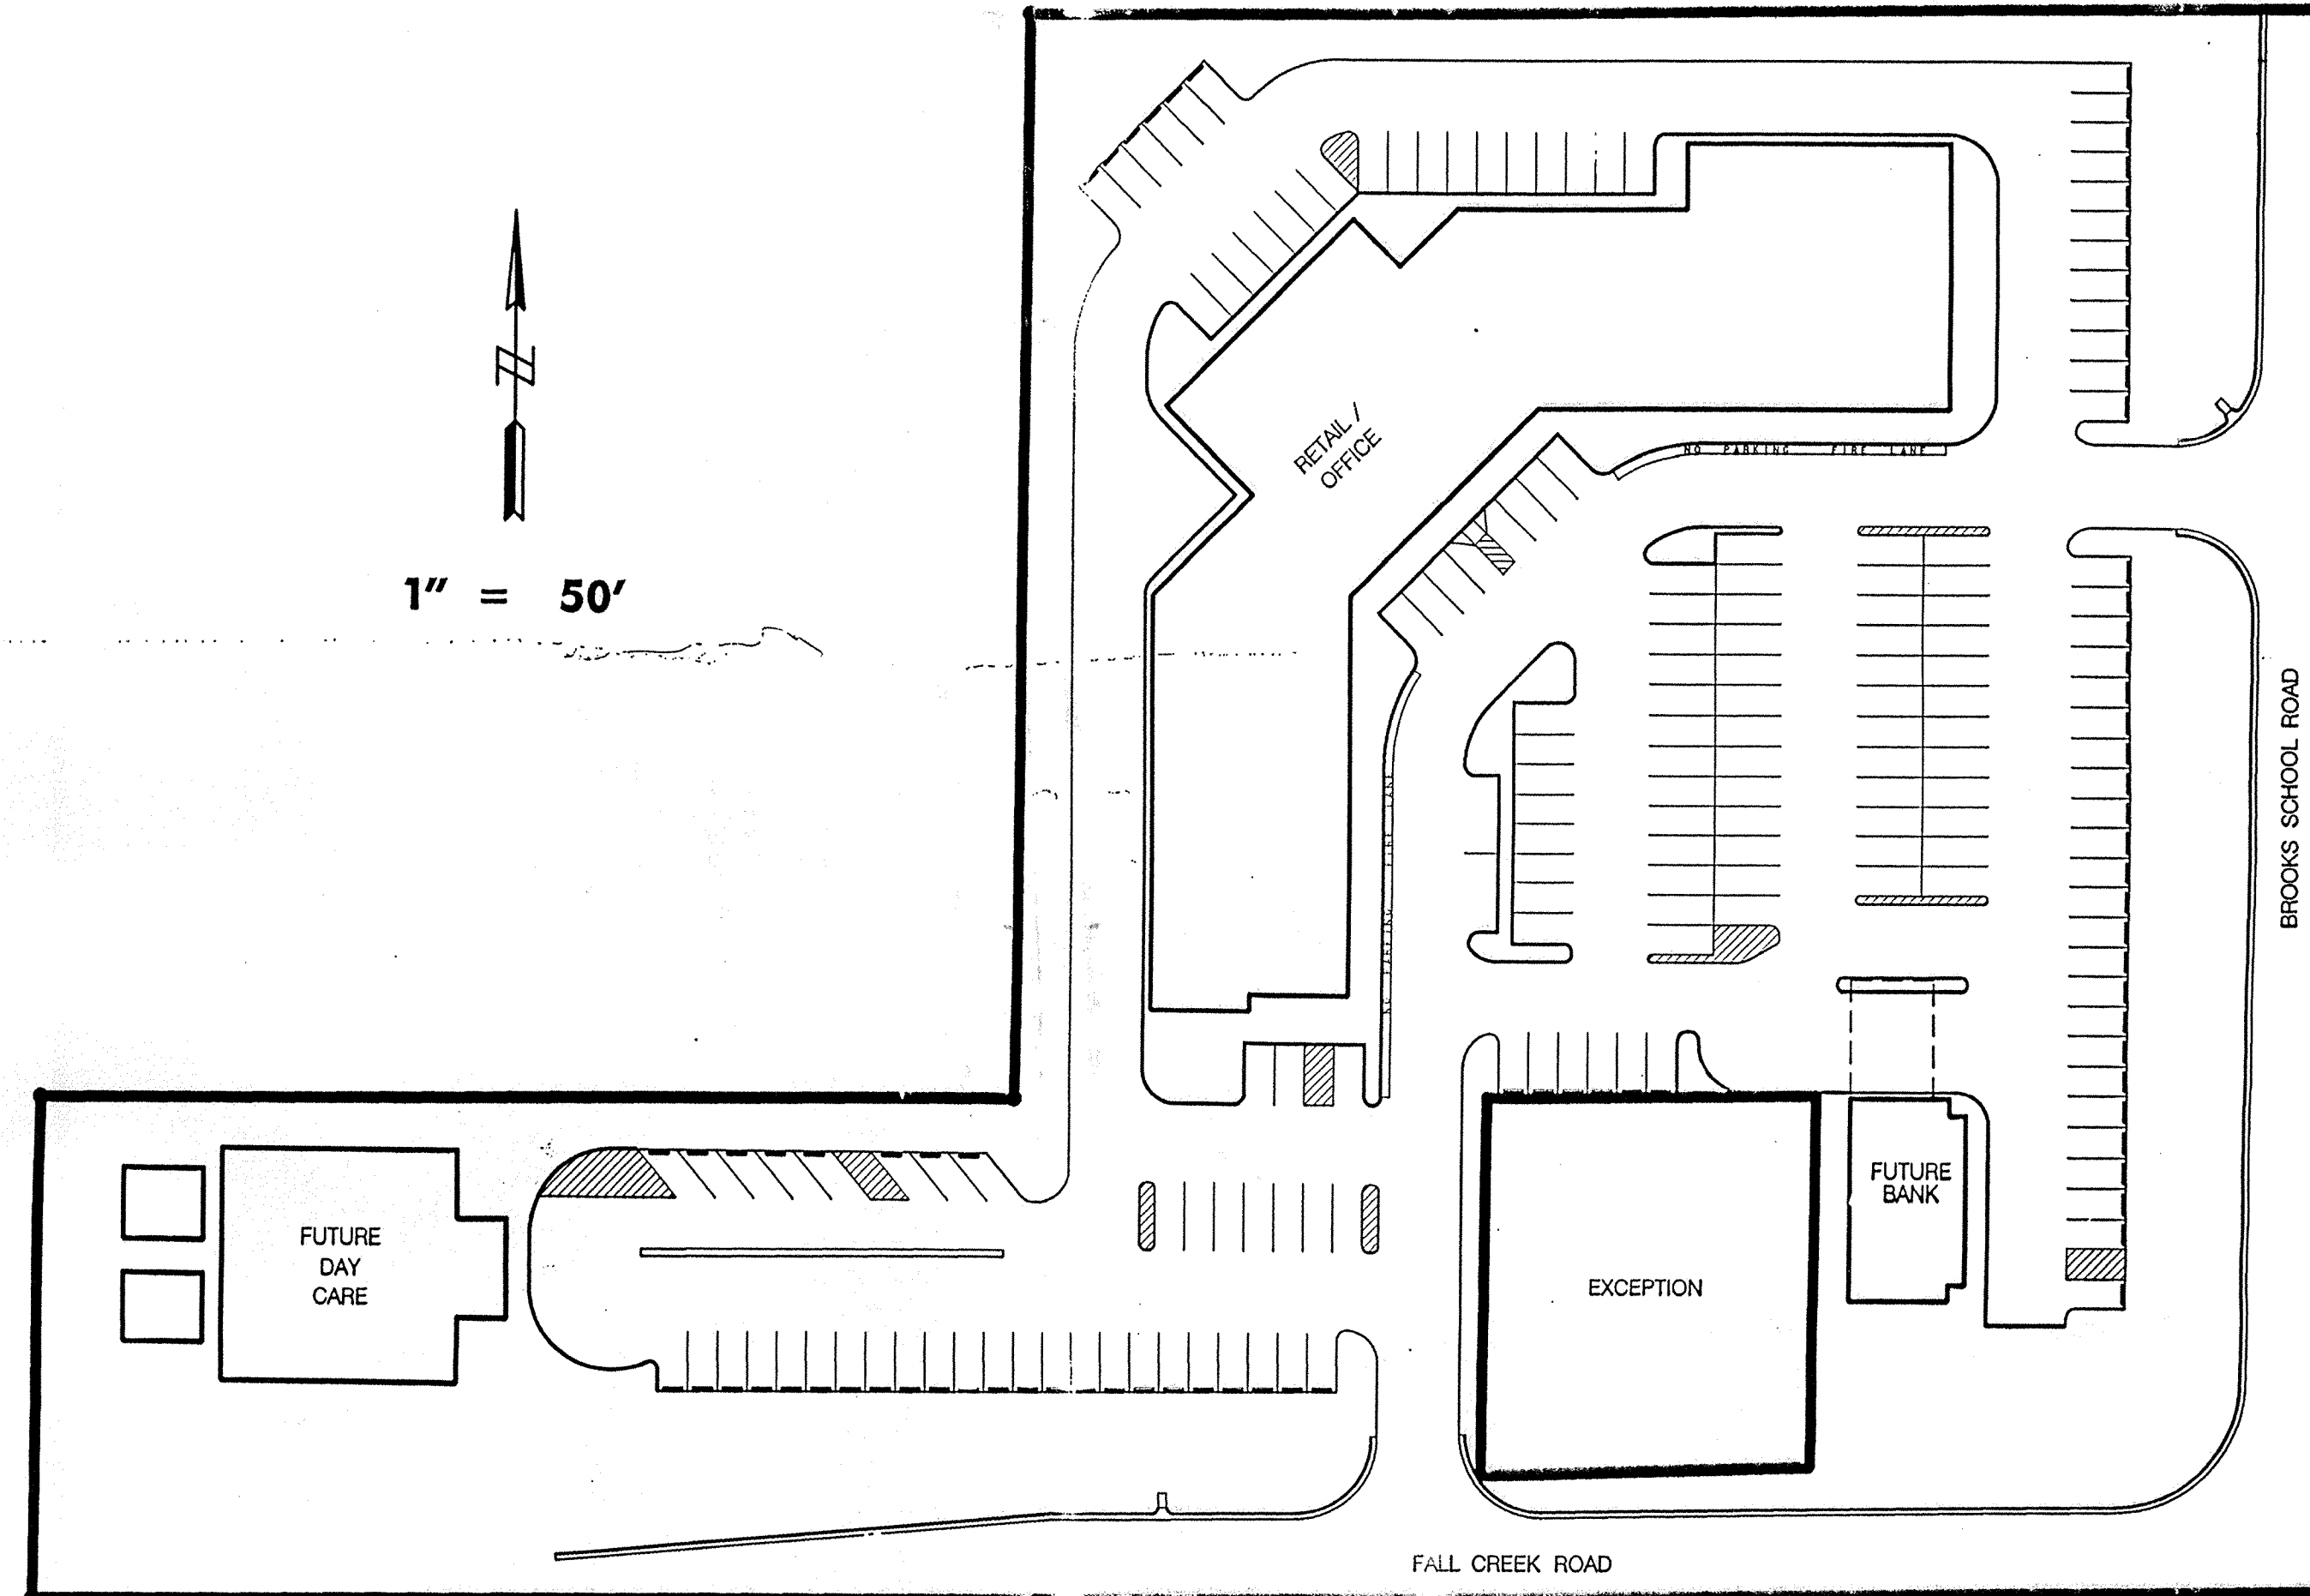 1" = 50'
RETAIL /
OFFICE
NO PARKING FIRE LANE
BROOKS SCHOOL ROAD
FUTURE
DAY
CARE
EXCEPTION
FUTURE
BANK
FALL CREEK ROAD